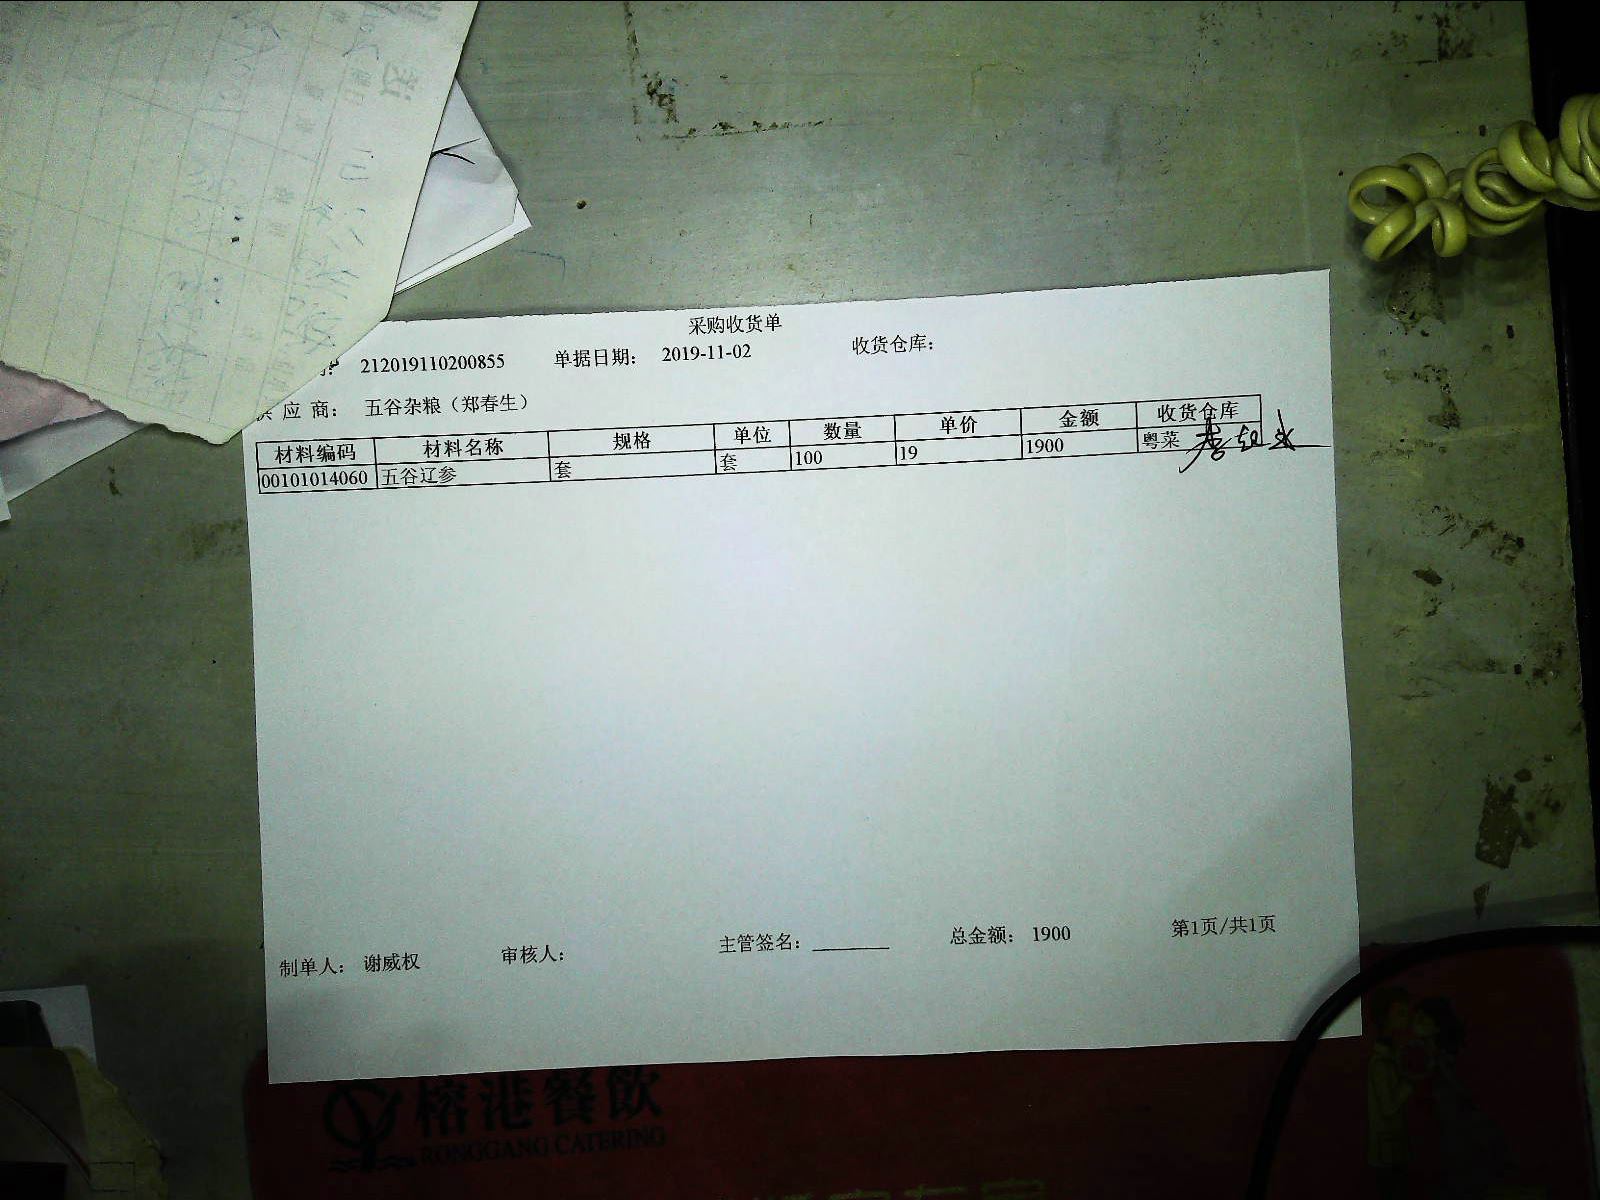 采购收货单
212019110200855 单据日期： 2019-11-02 收货仓库：
供 应 商： 五谷杂粮（郑春生）
材料编码 材料名称 规格 单位 数量 单价 金额 收货仓库
00101014060 五谷辽参 套 套 100 19 1900 粤菜
制单人： 谢威权 审核人： 主管签名： 总金额： 1900 第1页/共1页
榕港餐飲
RONGGANG CATERING